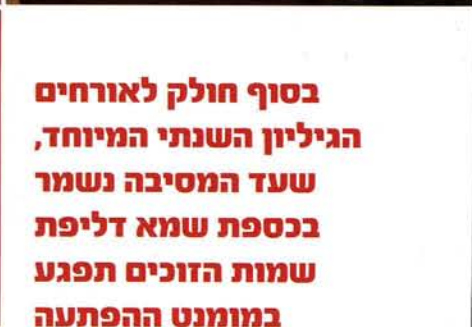 בסוף חולק לאורחים
הגיליון השנתי המיוחד,
שעד המסיבה נשמר
בכספת שמא דליפת
שמות הזוכים תפגע
במומנט ההפתעה